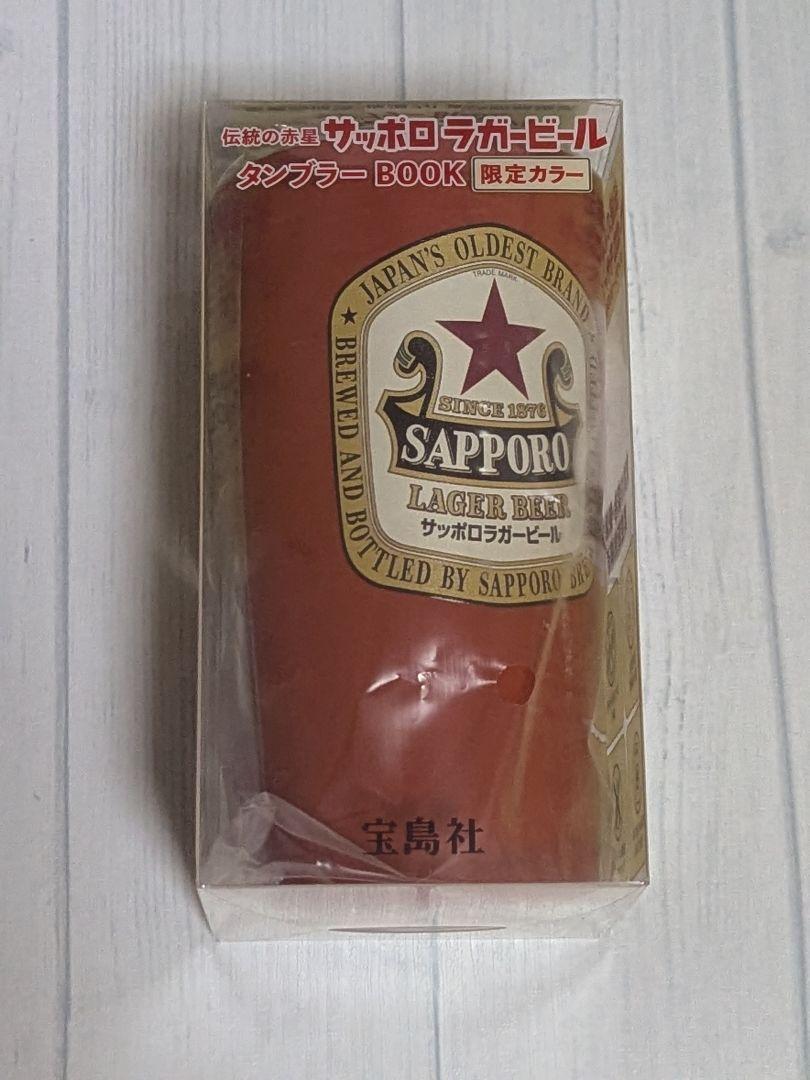 伝統の赤星 サッポロ ラガービール
タンブラー BOOK 限定カラー
JAPAN'S OLDEST BRAND
TRADE MARK
SINCE 1876
SAPPORO
LAGER BEER
サッポロラガービール
BREWED AND BOTTLED BY SAPPORO
宝島社